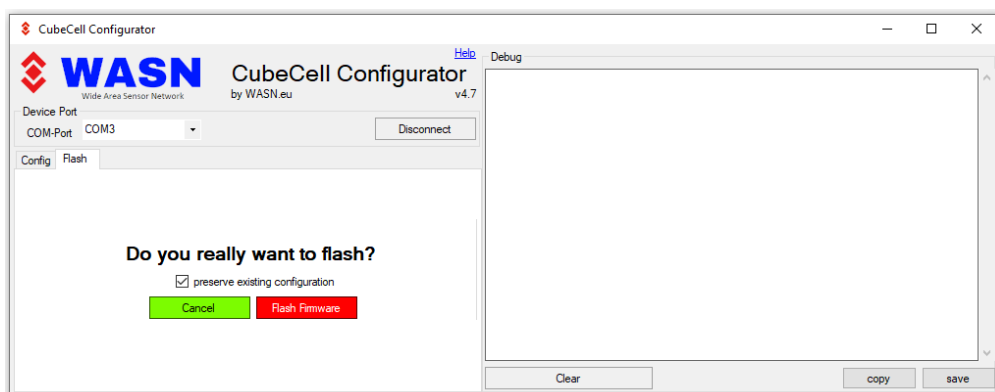 CubeCell Configurator
WASN
Wide Area Sensor Network
Help
CubeCell Configurator
by WASN.eu
v4.7
Device Port
COM-Port
COM3
Disconnect
Config
Flash
Do you really want to flash?
preserve existing configuration
Cancel
Flash Firmware
Debug
Clear
copy
save